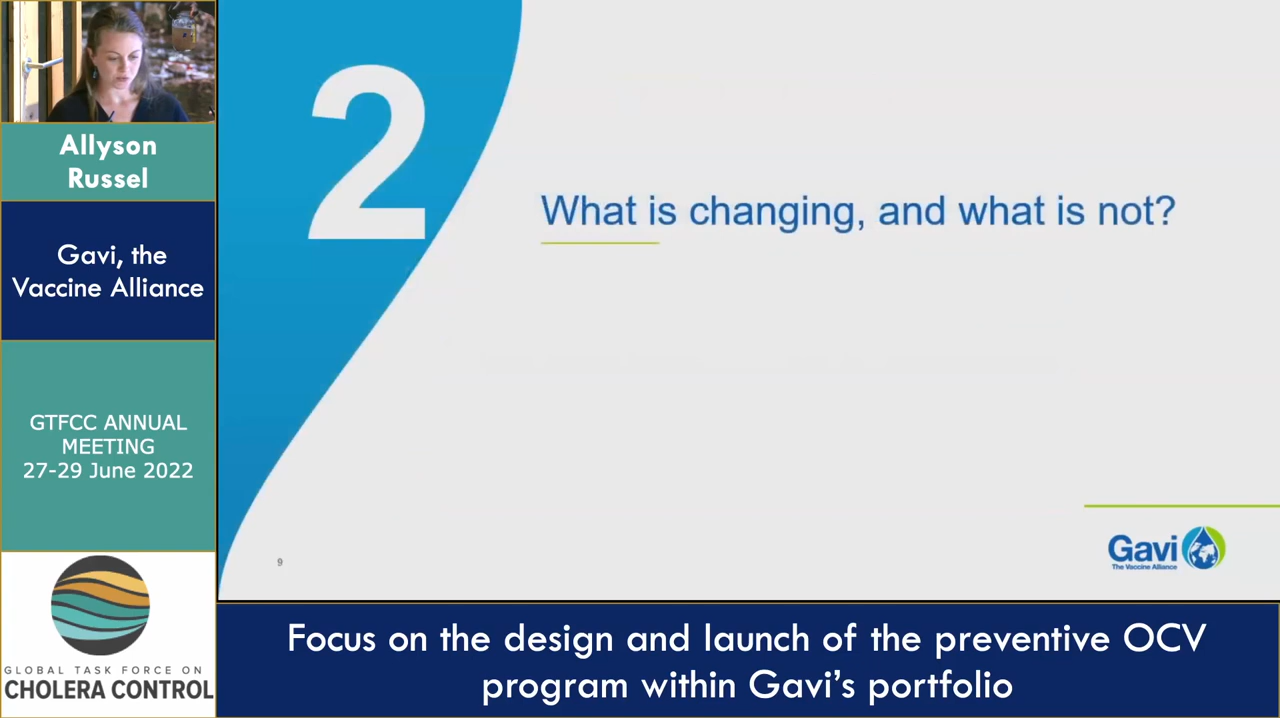 Allyson
Russel
Gavi, the
Vaccine Alliance
GTFCC ANNUAL
MEETING
27-29 June 2022
GLOBAL TASK FORCE ON
CHOLERA CONTROL
2
What is changing, and what is not?
9
Gavi
The Vaccine Alliance
Focus on the design and launch of the preventive OCV
program within Gavi's portfolio